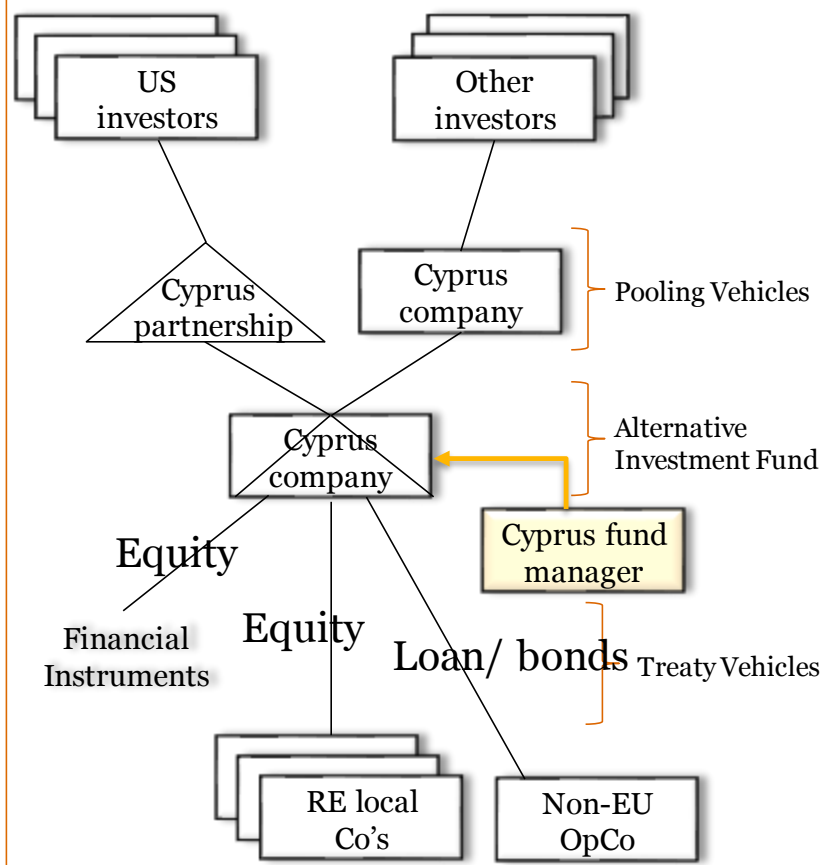 US
investors
Other
investors
Cyprus
partnership
Cyprus
company
Pooling Vehicles
Cyprus
company
Alternative
Investment Fund
Cyprus fund
manager
Equity
Financial
Instruments
Equity
Loan/ bonds
Treaty Vehicles
RE local
Co’s
Non-EU
OpCo